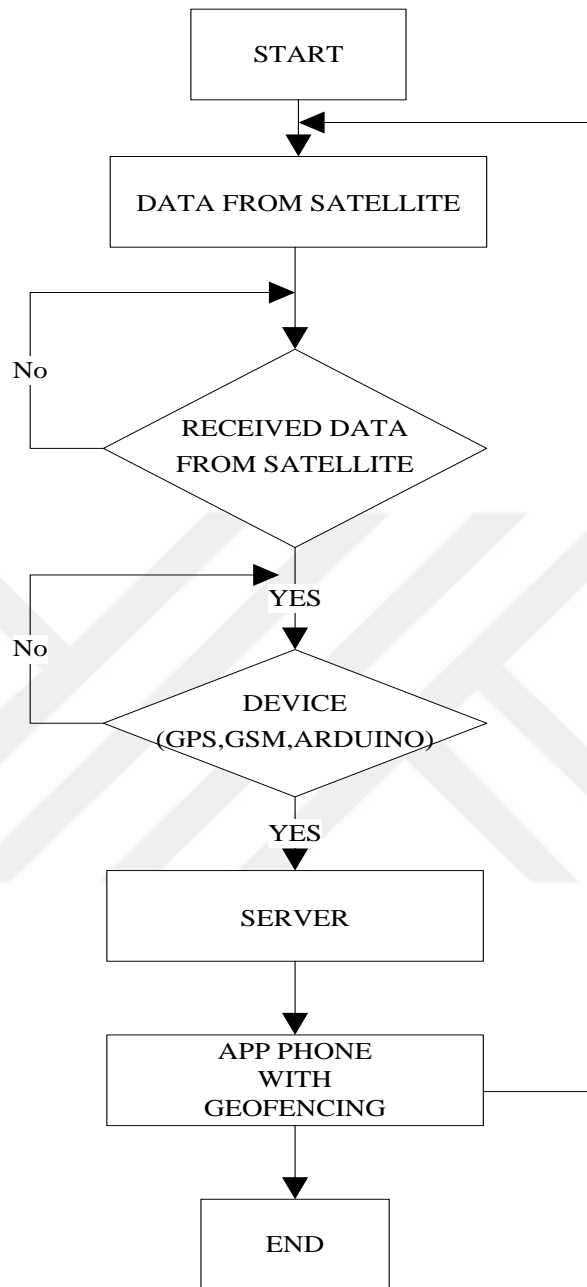 START
DATA FROM SATELLITE
No
RECEIVED DATA
FROM SATELLITE
YES
No
DEVICE
(GPS,GSM,ARDUINO)
YES
SERVER
APP PHONE
WITH
GEOFENCING
END